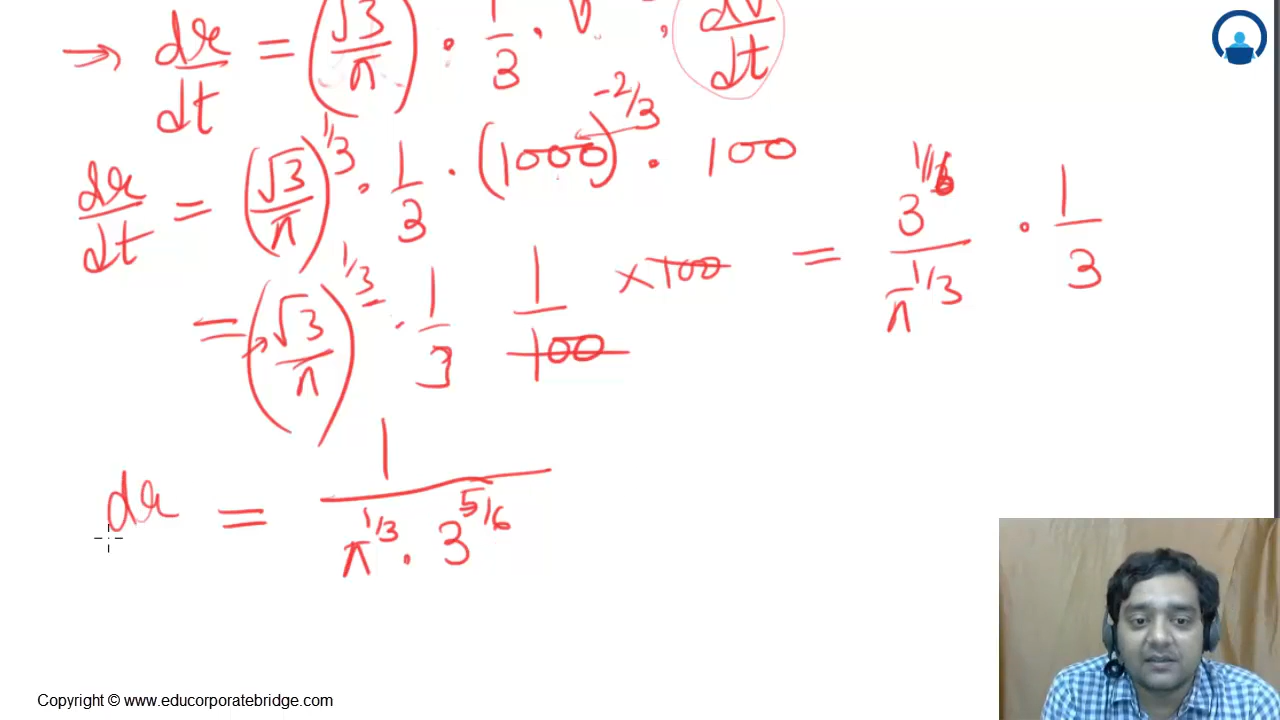 → dr/dt = (√3/π) · 1/3 · V · dV/dt
dr/dt = (√3/π)^1/3 · 1/3 · (1000)^-2/3 · 100
= (√3/π)^1/3 · 1/3 1/100 × 100 = 3^1/6 / π^1/3 · 1/3
dr = 1 / π^1/3 · 3^5/6
Copyright © www.educorporatebridge.com